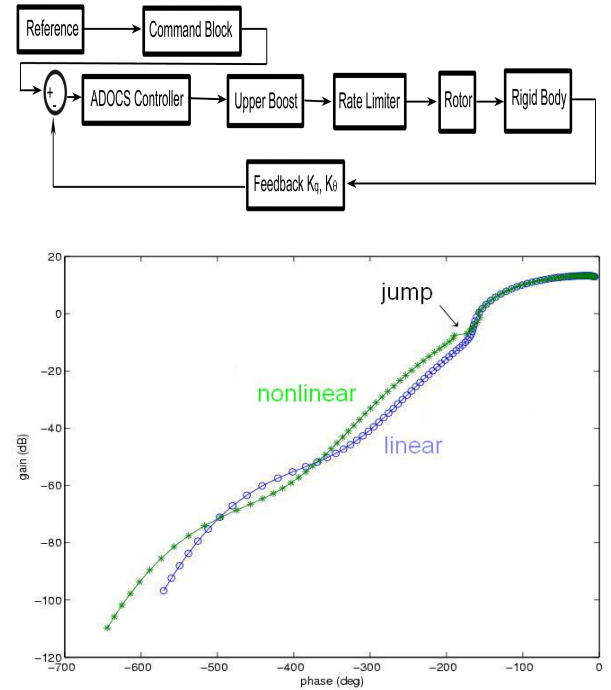 Reference
Command Block
+
-
ADOCS Controller
Upper Boost
Rate Limiter
Rotor
Rigid Body
Feedback Kq, Kθ
20
0
−20
−40
−60
−80
−100
−120
gain (dB)
jump
nonlinear
linear
−700
−600
−500
−400
−300
−200
−100
0
phase (deg)